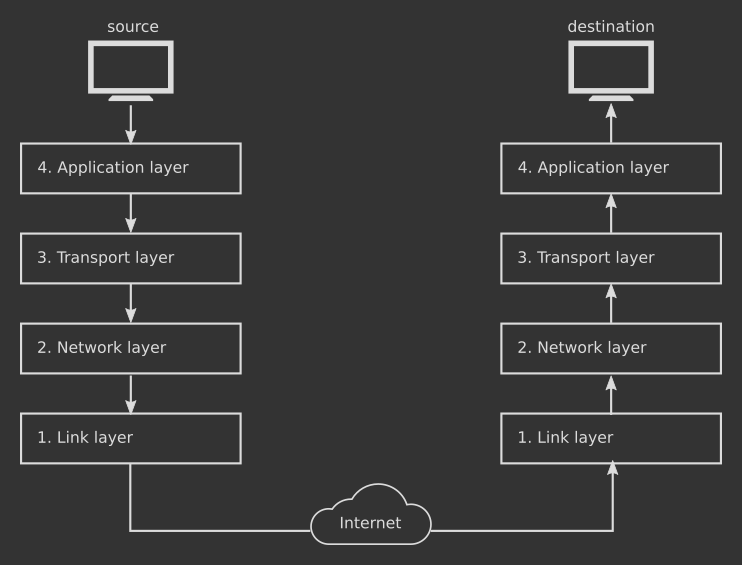 source
destination
4. Application layer
4. Application layer
3. Transport layer
3. Transport layer
2. Network layer
2. Network layer
1. Link layer
1. Link layer
Internet